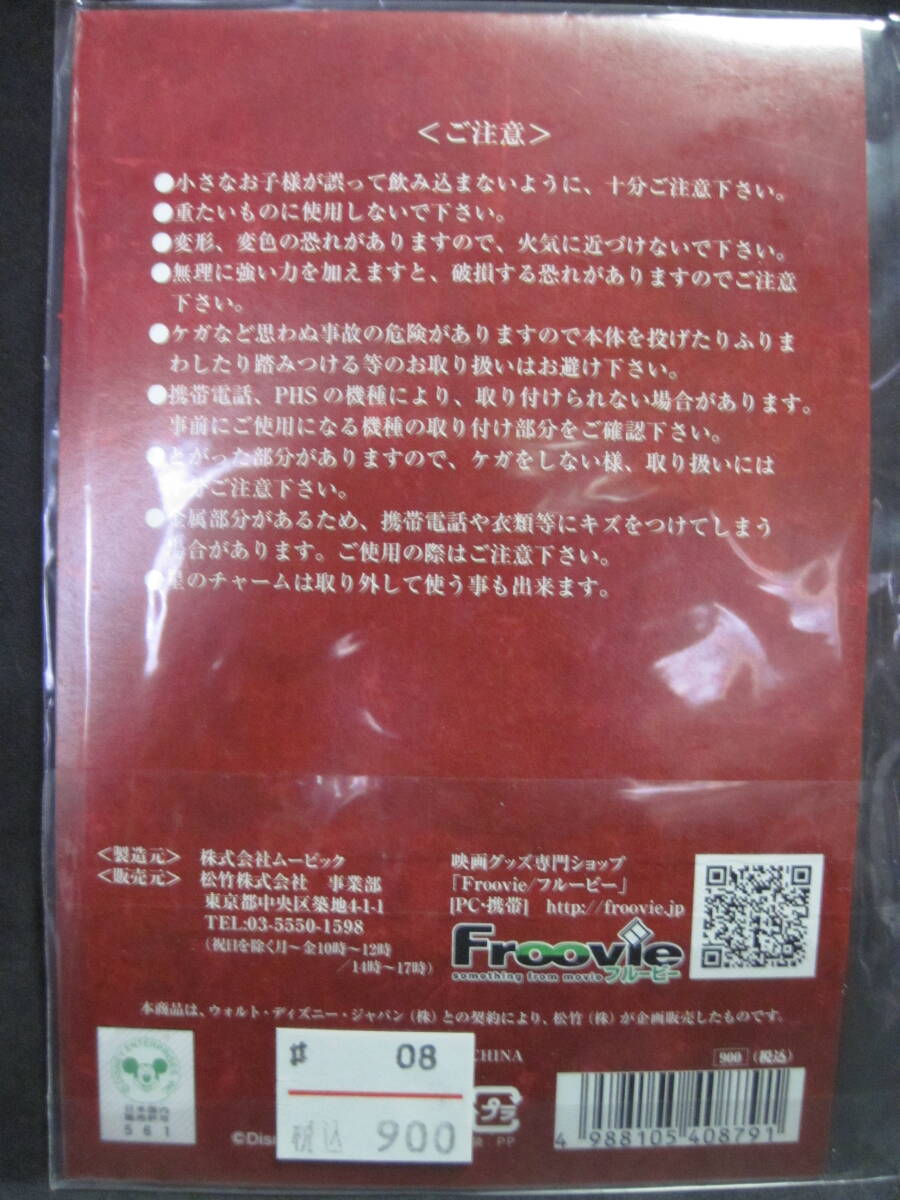 ＜ご注意＞
●小さなお子様が誤って飲み込まないように、十分ご注意下さい。
●重たいものに使用しないで下さい。
●変形、変色の恐れがありますので、火気に近づけないで下さい。
●無理に強い力を加えますと、破損する恐れがありますのでご注意
下さい。
●ケガなど思わぬ事故の危険がありますので本体を投げたりふりま
わしたり踏みつける等のお取り扱いはお避け下さい。
●携帯電話、PHSの機種により、取り付けられない場合があります。
事前にご使用になる機種の取り付け部分をご確認下さい。
●とがった部分がありますので、ケガをしない様、取り扱いには
分ご注意下さい。
●金属部分があるため、携帯電話や衣類等にキズをつけてしまう
場合があります。ご使用の際はご注意下さい。
●星のチャームは取り外して使う事も出来ます。
＜製造元＞ 株式会社ムービック
＜販売元＞ 松竹株式会社 事業部
東京都中央区築地4-1-1
TEL:03-5550-1598
（祝日を除く月～金10時～12時
/14時～17時）
映画グッズ専門ショップ
「Froovie/フルービー」
[PC・携帯] http://froovie.jp
Froovie
something from movie フルービー
本商品は、ウォルト・ディズニー・ジャパン（株）との契約により、松竹（株）が企画販売したものです。
日本国内
販売許可
561
# 08
税込 900
CHINA
900（税込）
©Disn
プラ
PP
4 988105 408791